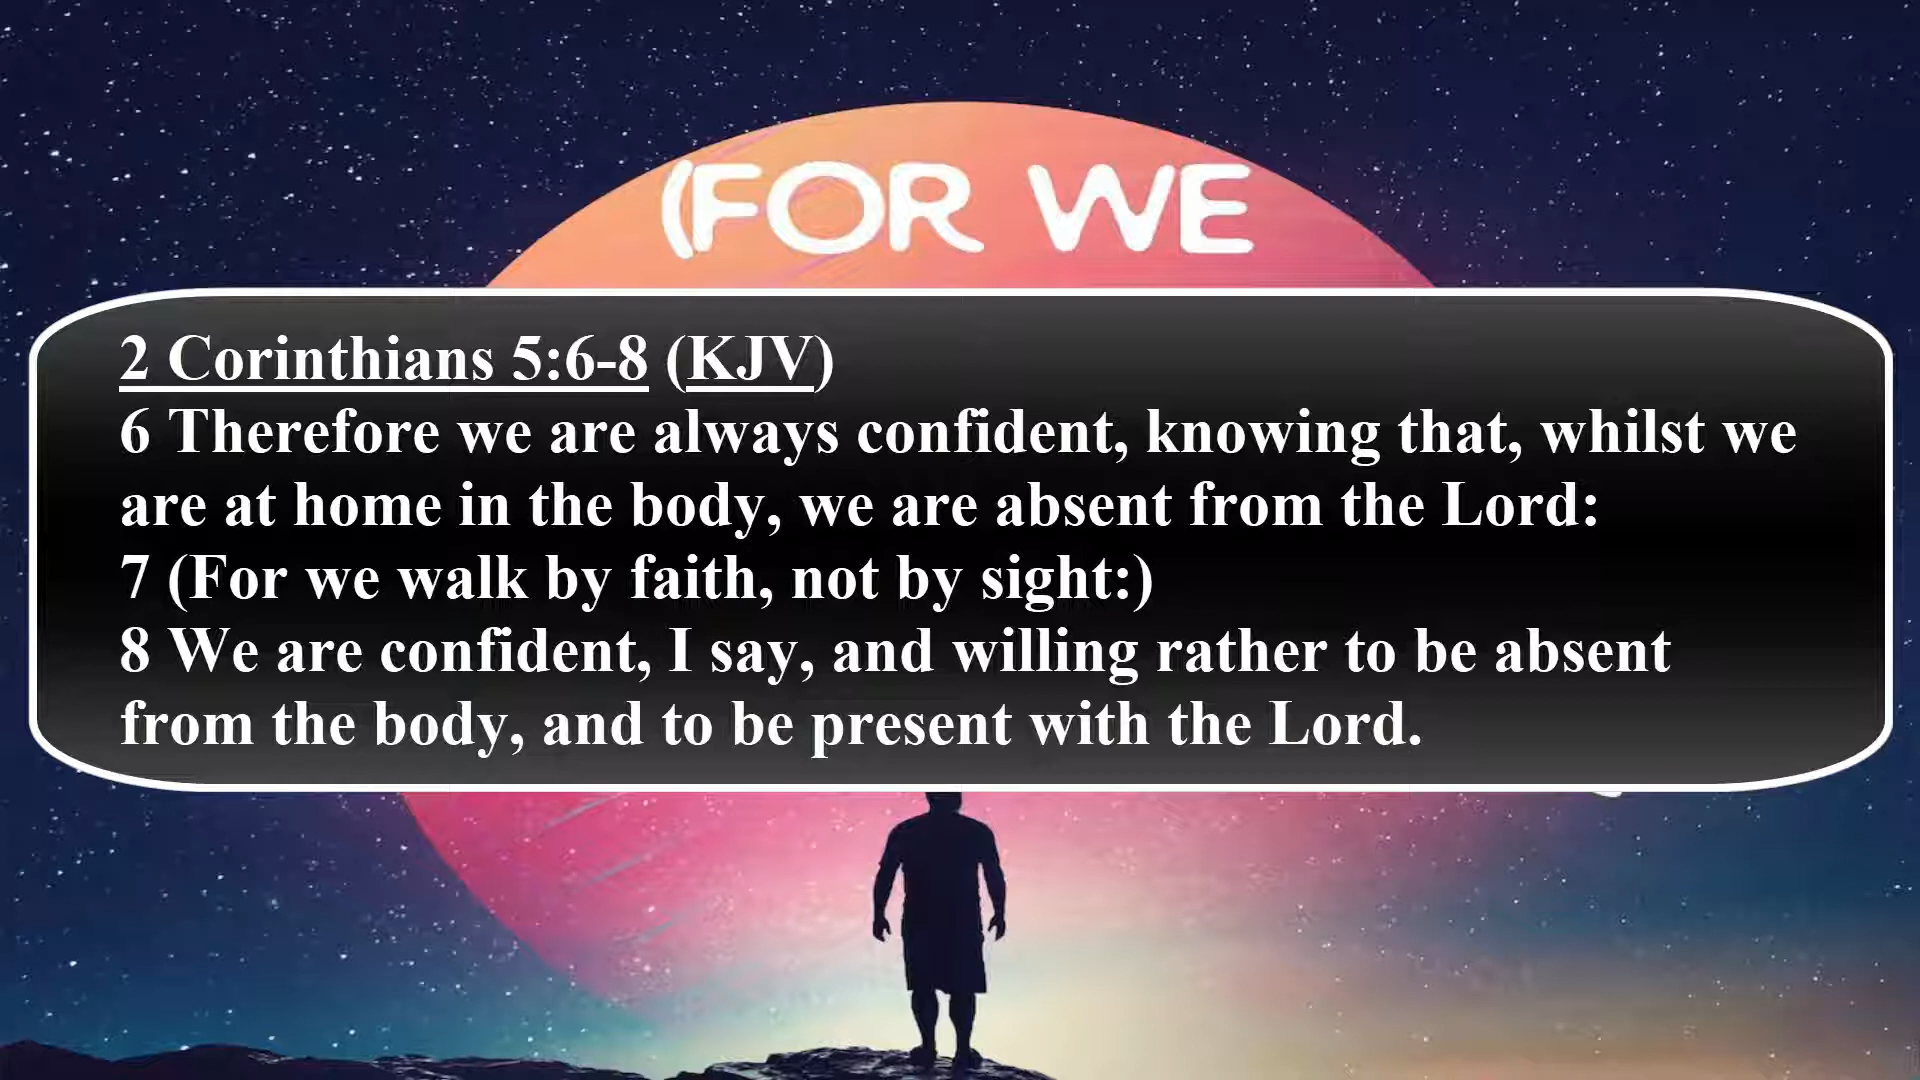 (FOR WE
2 Corinthians 5:6-8 (KJV)
6 Therefore we are always confident, knowing that, whilst we
are at home in the body, we are absent from the Lord:
7 (For we walk by faith, not by sight:)
8 We are confident, I say, and willing rather to be absent
from the body, and to be present with the Lord.